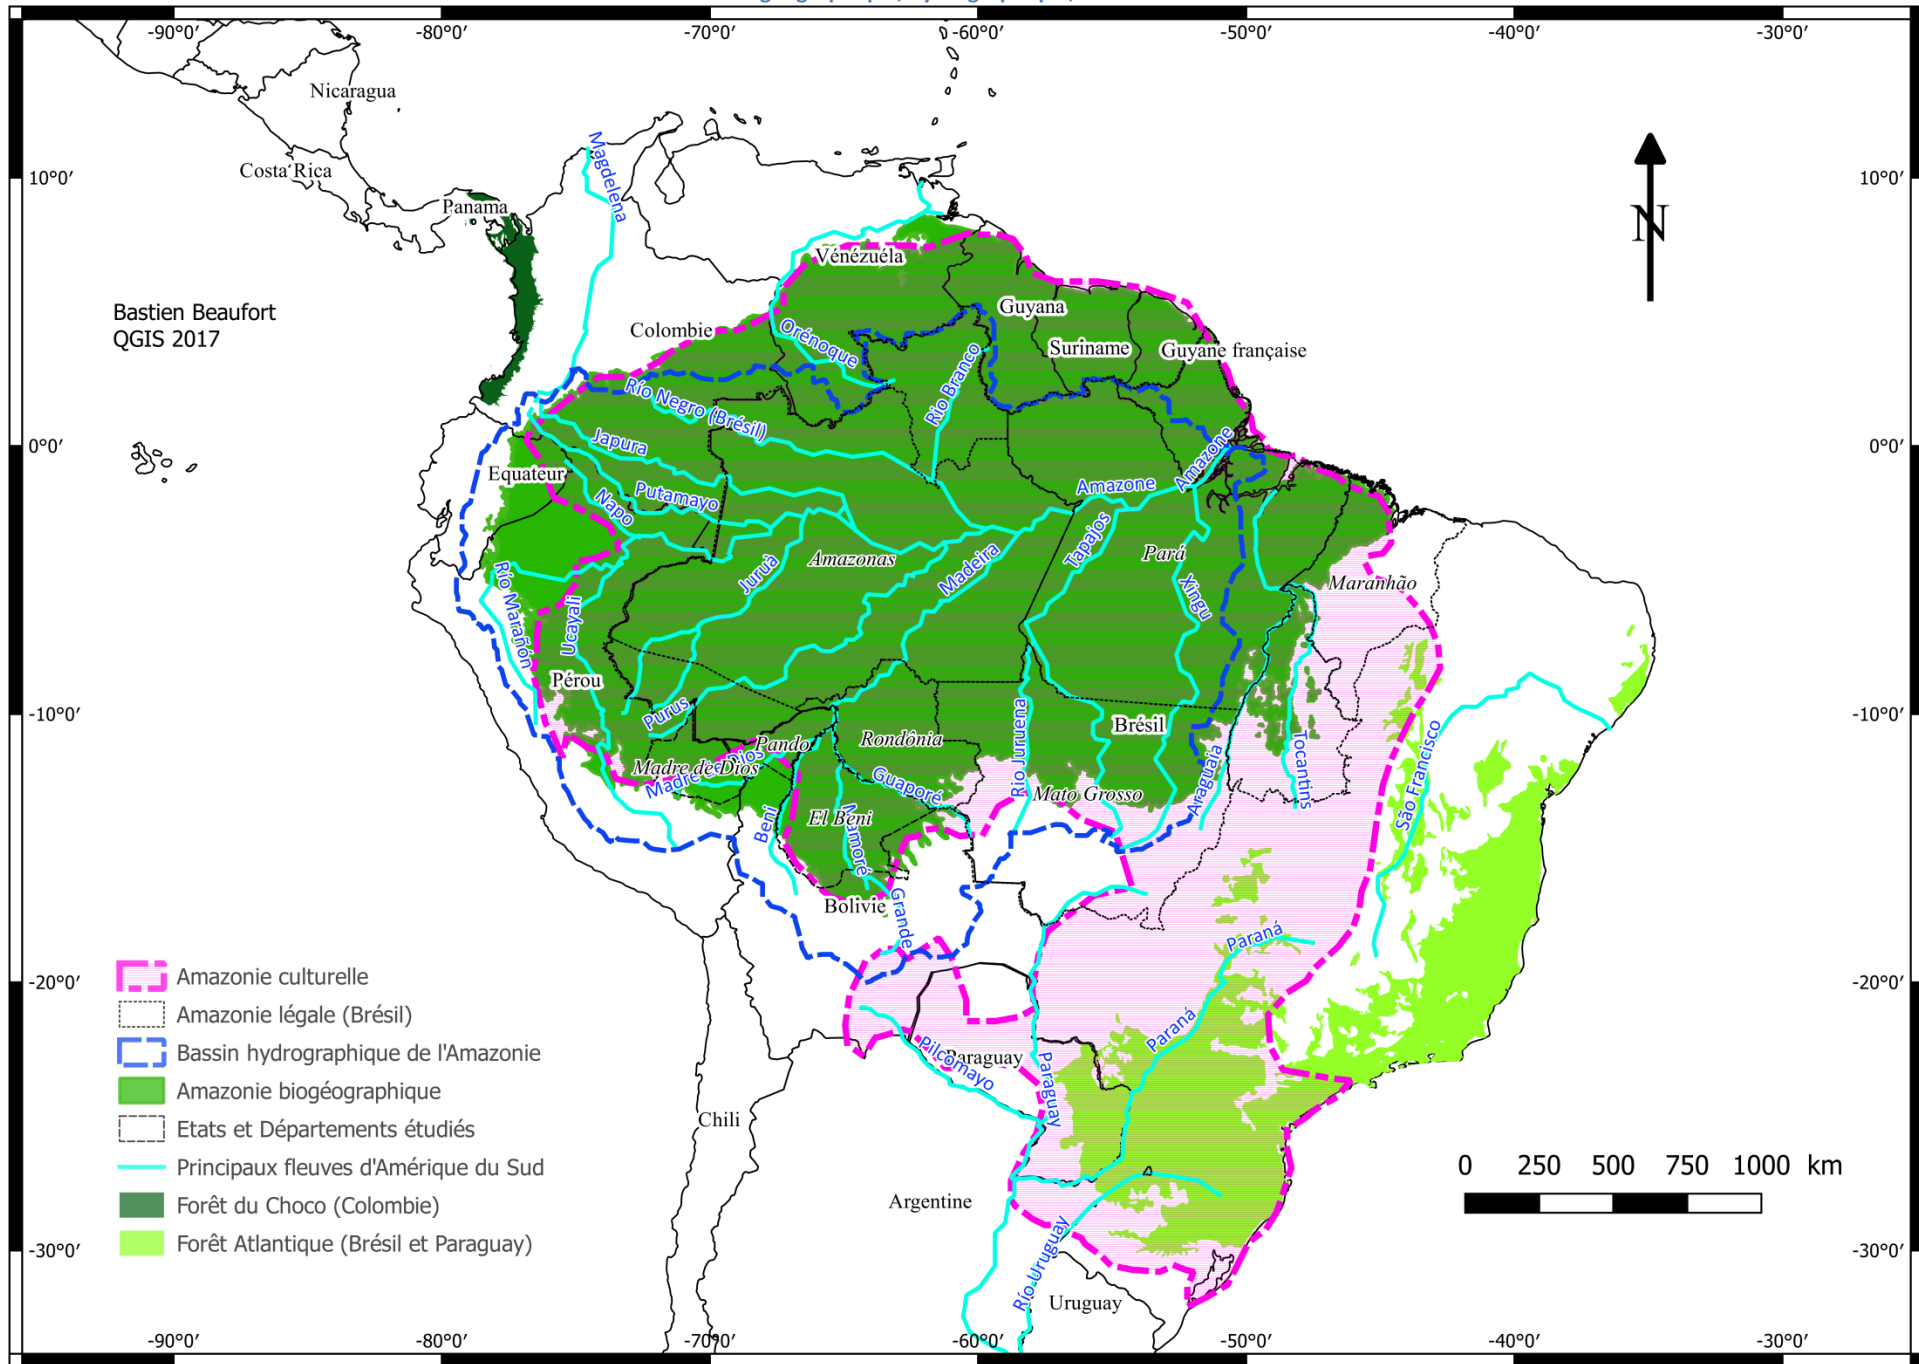 -90°0′ -80°0′ -70°0′ -60°0′ -50°0′ -40°0′ -30°0′
Nicaragua
Costa Rica
Panama
Magdelena
10°0′ 10°0′
N
Bastien Beaufort
QGIS 2017
Vénézuéla
Colombie
Orénoque
Guyana
Suriname
Guyane française
Rio Branco
Río Negro (Brésil)
Japura
0°0′ 0°0′
Equateur
Putamayo
Napo
Amazone
Amazone
Amazonas
Juruà
Madeira
Tapajos
Pará
Xingu
Maranhão
Río Marañón
Ucayali
Pérou
Purus
-10°0′ -10°0′
Pando
Rondônia
Rio Juruena
Brésil
Madre de Dios
Madre de Dios
Guaporé
Mato Grosso
Araguaia
Tocantins
São Francisco
Beni
El Béni
Mamoré
Bolivie
Grande
Paraná
-20°0′ -20°0′
Paraná
Pilcomayo
Paraguay
Paraguay
Chili
Argentine
Río Uruguay
Uruguay
Amazonie culturelle
Amazonie légale (Brésil)
Bassin hydrographique de l'Amazonie
Amazonie biogéographique
Etats et Départements étudiés
Principaux fleuves d'Amérique du Sud
Forêt du Choco (Colombie)
Forêt Atlantique (Brésil et Paraguay)
0 250 500 750 1000 km
-30°0′ -30°0′
-90°0′ -80°0′ -70°0′ -60°0′ -50°0′ -40°0′ -30°0′